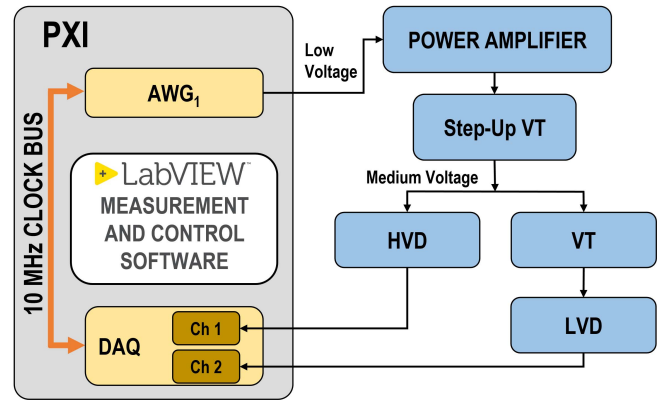 PXI
AWG1
10 MHz CLOCK BUS
LabVIEW™
MEASUREMENT
AND CONTROL
SOFTWARE
DAQ
Ch 1
Ch 2
Low
Voltage
POWER AMPLIFIER
Step-Up VT
Medium Voltage
HVD
VT
LVD